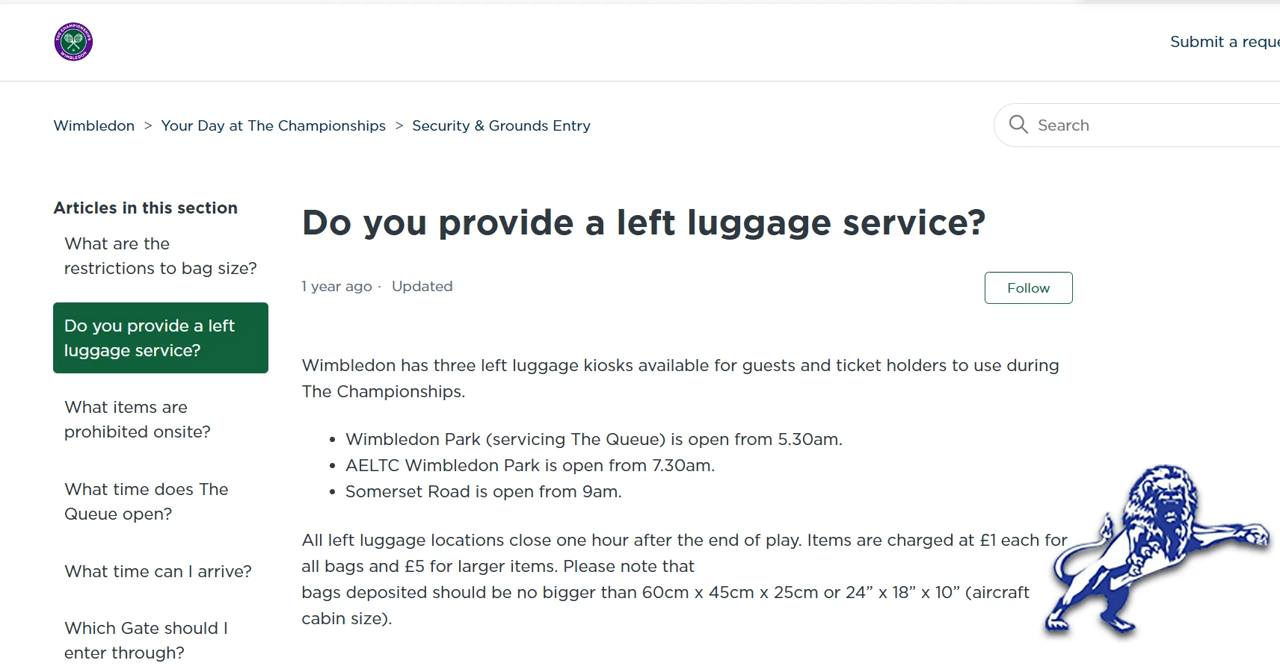 Submit a reque
Wimbledon > Your Day at The Championships > Security & Grounds Entry
Search
Articles in this section
What are the
restrictions to bag size?
Do you provide a left
luggage service?
What items are
prohibited onsite?
What time does The
Queue open?
What time can I arrive?
Which Gate should I
enter through?
Do you provide a left luggage service?
1 year ago · Updated
Follow
Wimbledon has three left luggage kiosks available for guests and ticket holders to use during
The Championships.
• Wimbledon Park (servicing The Queue) is open from 5.30am.
• AELTC Wimbledon Park is open from 7.30am.
• Somerset Road is open from 9am.
All left luggage locations close one hour after the end of play. Items are charged at £1 each for
all bags and £5 for larger items. Please note that
bags deposited should be no bigger than 60cm x 45cm x 25cm or 24” x 18” x 10” (aircraft
cabin size).